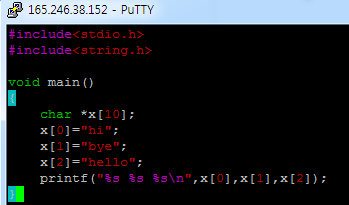 165.246.38.152 - PuTTY
#include<stdio.h>
#include<string.h>
void main()
{
char *x[10];
x[0]="hi";
x[1]="bye";
x[2]="hello";
printf("%s %s %s\n",x[0],x[1],x[2]);
}